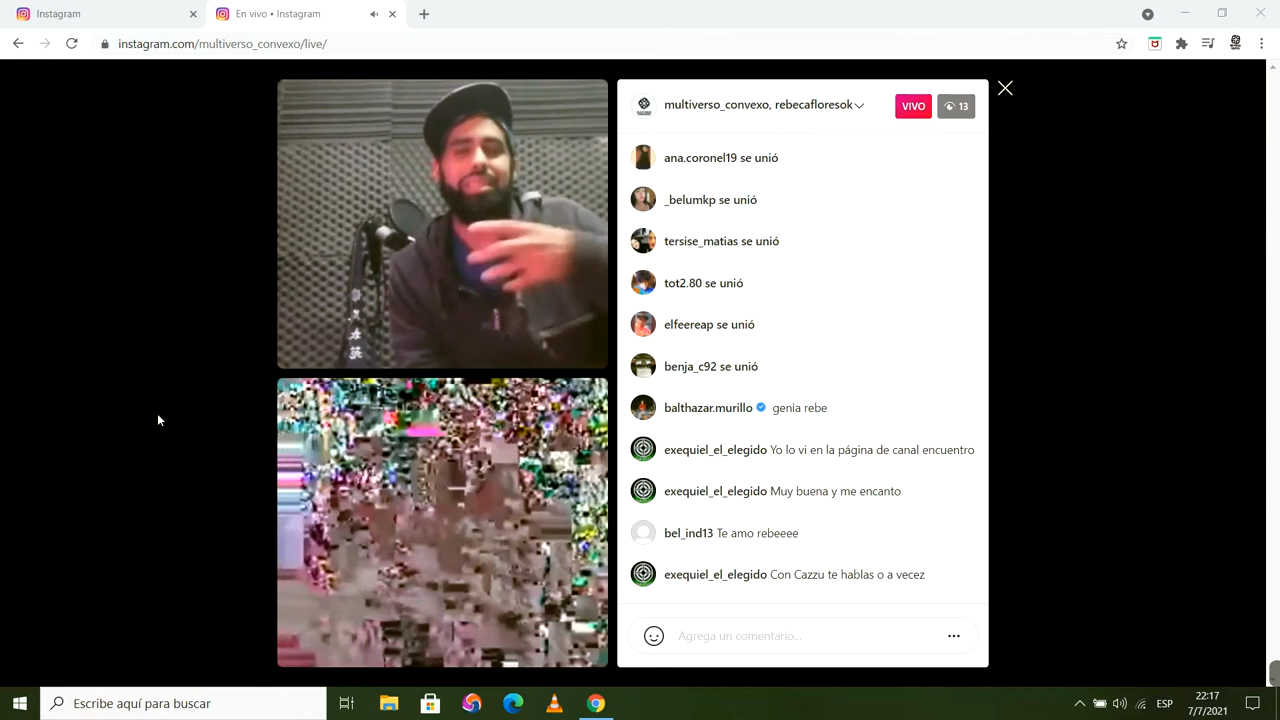 Instagram
En vivo • Instagram
instagram.com/multiverso_convexo/live/
multiverso_convexo, rebecafloresok
VIVO
13
ana.coronel19 se unió
_belumkp se unió
tersise_matias se unió
tot2.80 se unió
elfeereap se unió
benja_c92 se unió
balthazar.murillo genia rebe
exequiel_el_elegido Yo lo vi en la página de canal encuentro
exequiel_el_elegido Muy buena y me encanto
bel_ind13 Te amo rebeeee
exequiel_el_elegido Con Cazzu te hablas o a vecez
Agrega un comentario...
Escribe aquí para buscar
ESP
22:17
7/7/2021